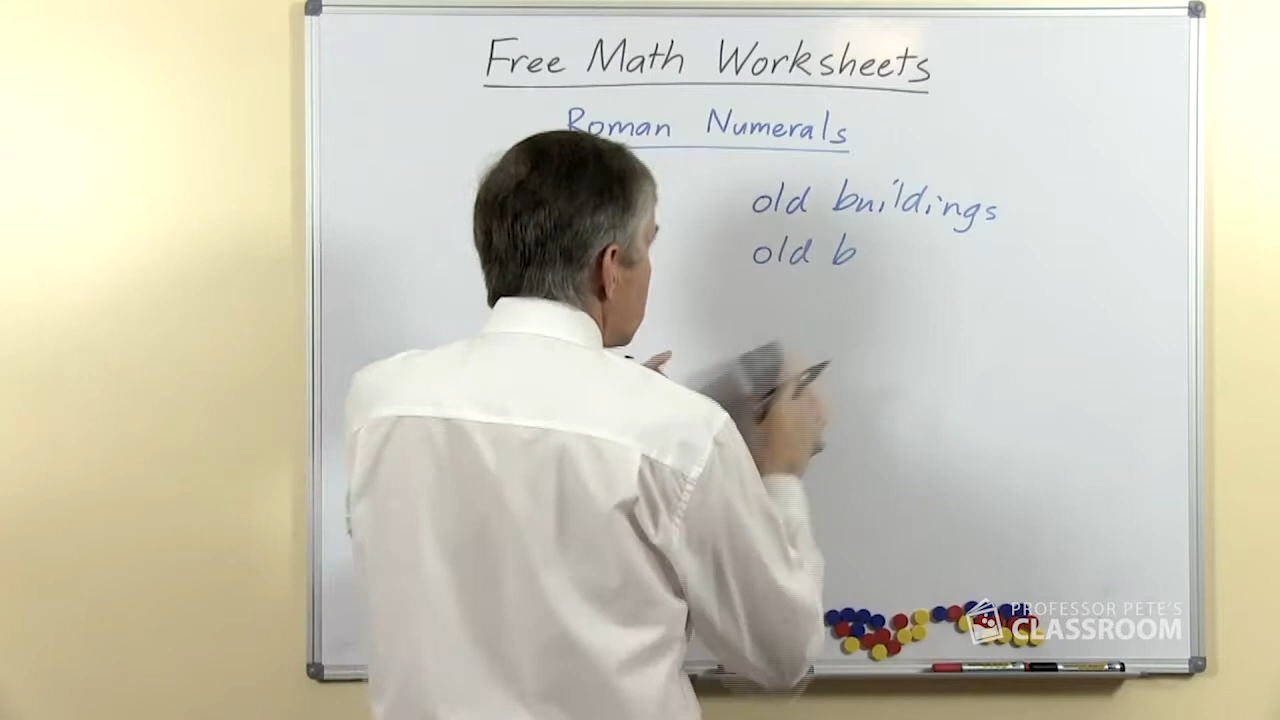 Free Math Worksheets
Roman Numerals
old buildings
old b
PROFESSOR PETE'S
CLASSROOM